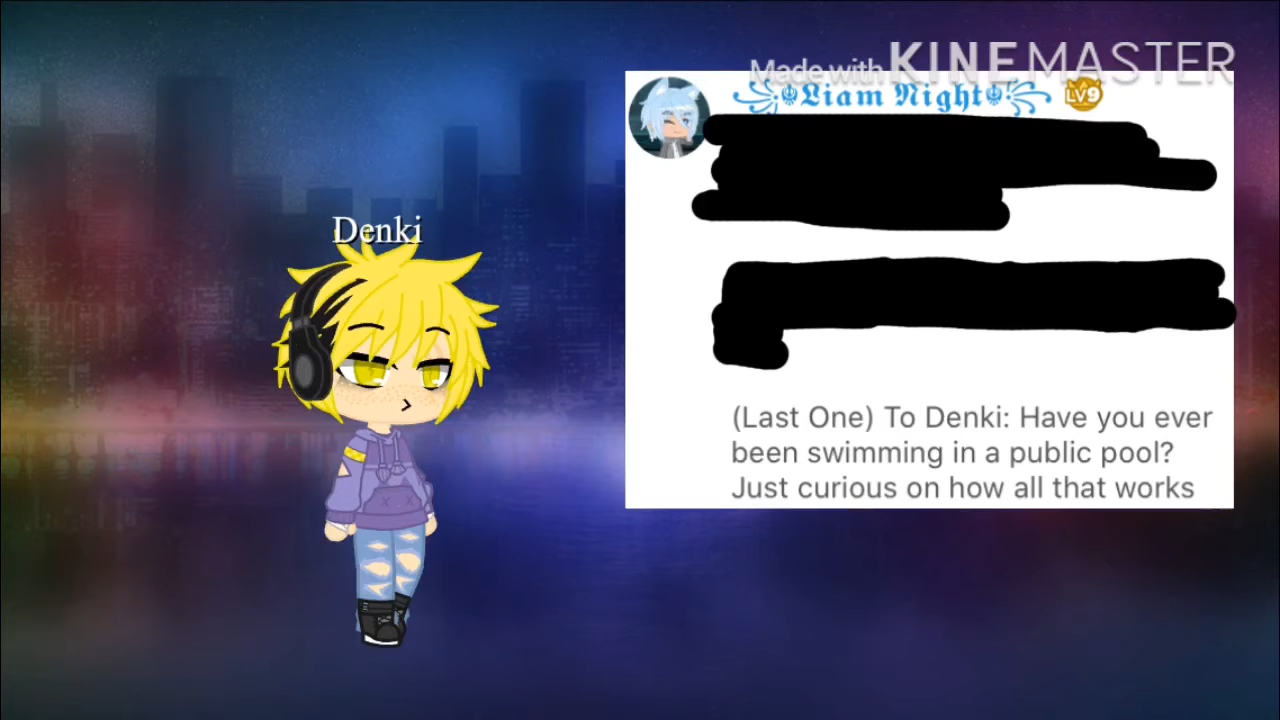 Made with KINEMASTER
Liam Night
LV9
Denki
(Last One) To Denki: Have you ever
been swimming in a public pool?
Just curious on how all that works